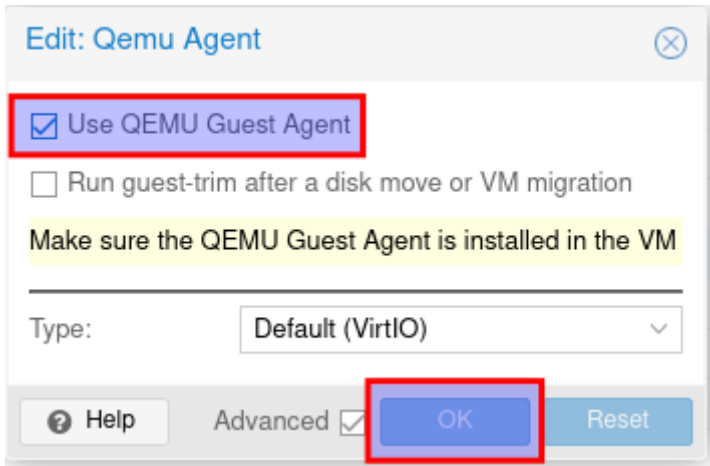 Edit: Qemu Agent
Use QEMU Guest Agent
Run guest-trim after a disk move or VM migration
Make sure the QEMU Guest Agent is installed in the VM
Type: Default (VirtIO)
Help Advanced OK Reset